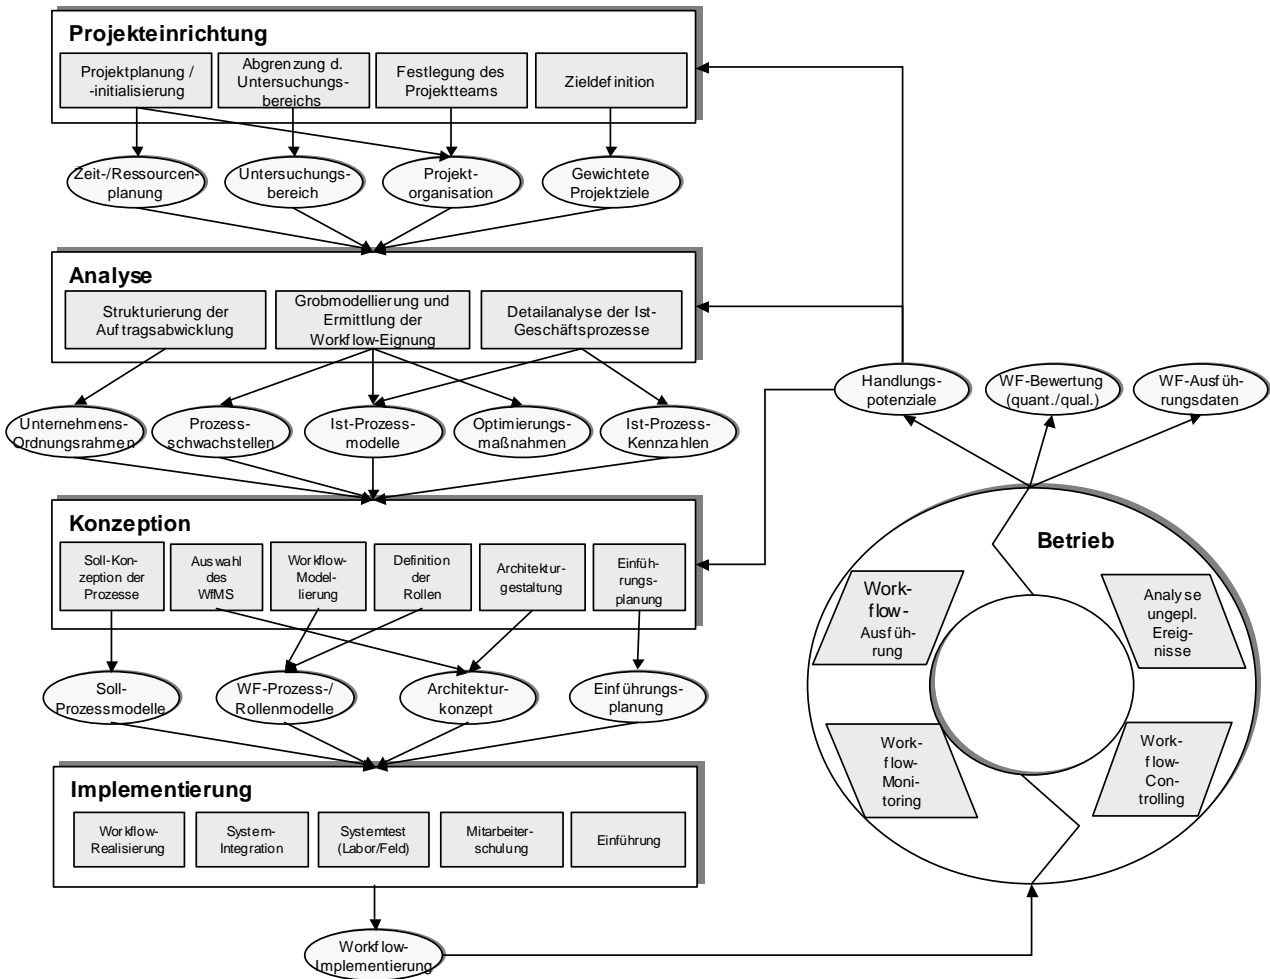 Projekteinrichtung
Projektplanung /
-initialisierung
Abgrenzung d.
Untersuchungs-
bereichs
Festlegung des
Projektteams
Zieldefinition
Zeit-/Ressourcen-
planung
Untersuchungs-
bereich
Projekt-
organisation
Gewichtete
Projektziele
Analyse
Strukturierung der
Auftragsabwicklung
Grobmodellierung und
Ermittlung der
Workflow-Eignung
Detailanalyse der Ist-
Geschäftsprozesse
Unternehmens-
Ordnungsrahmen
Prozess-
schwachstellen
Ist-Prozess-
modelle
Optimierungs-
maßnahmen
Ist-Prozess-
Kennzahlen
Handlungs-
potenziale
WF-Bewertung
(quant./qual.)
WF-Ausfüh-
rungsdaten
Konzeption
Soll-Kon-
zeption der
Prozesse
Auswahl
des
WfMS
Workflow-
Model-
lierung
Definition
der
Rollen
Architektur-
gestaltung
Einfüh-
rungs-
planung
Soll-
Prozessmodelle
WF-Prozess-/
Rollenmodelle
Architektur-
konzept
Einführungs-
planung
Implementierung
Workflow-
Realisierung
System-
Integration
Systemtest
(Labor/Feld)
Mitarbeiter-
schulung
Einführung
Workflow-
Implementierung
Betrieb
Work-
flow-
Ausfüh-
rung
Analyse
ungepl.
Ereig-
nisse
Work-
flow-
Moni-
toring
Work-
flow-
Con-
trolling